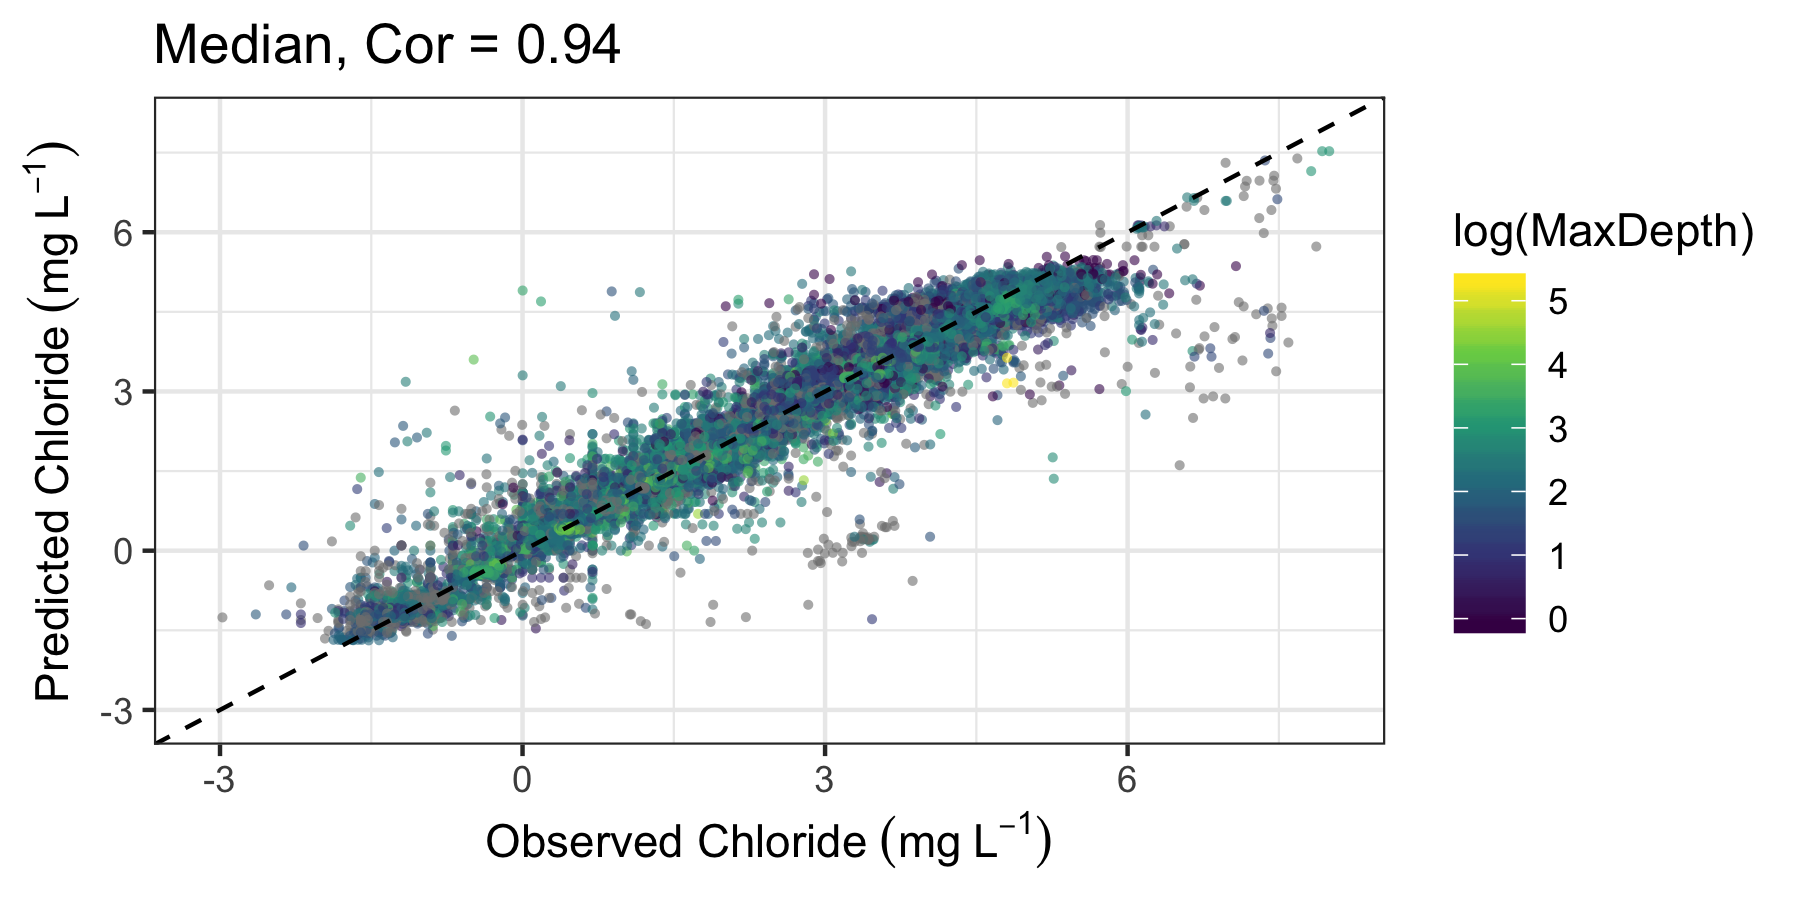 Median, Cor = 0.94
Predicted Chloride (mg L⁻¹)
6
3
0
-3
-3 0 3 6
Observed Chloride (mg L⁻¹)
log(MaxDepth)
5
4
3
2
1
0